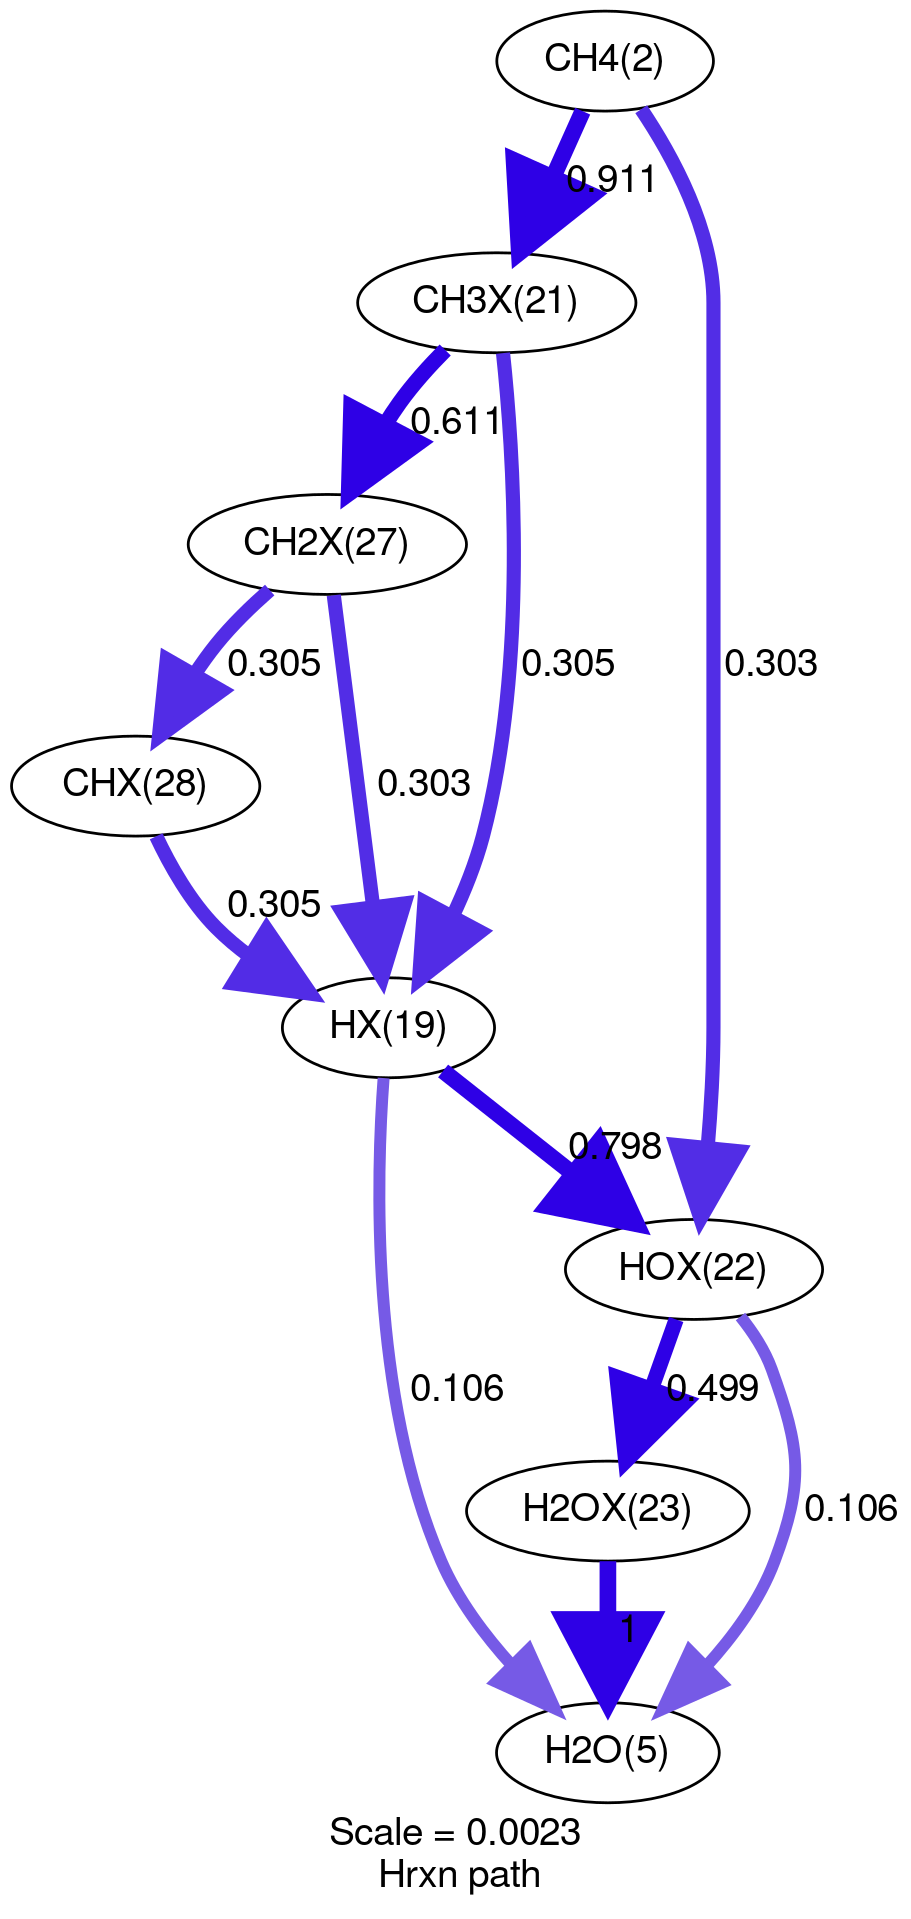 CH4(2)
0.911
CH3X(21)
0.611
CH2X(27)
0.305
0.305
0.303
CHX(28)
0.303
0.305
HX(19)
0.798
HOX(22)
0.106
0.499
H2OX(23)
0.106
1
H2O(5)
Scale = 0.0023
Hrxn path